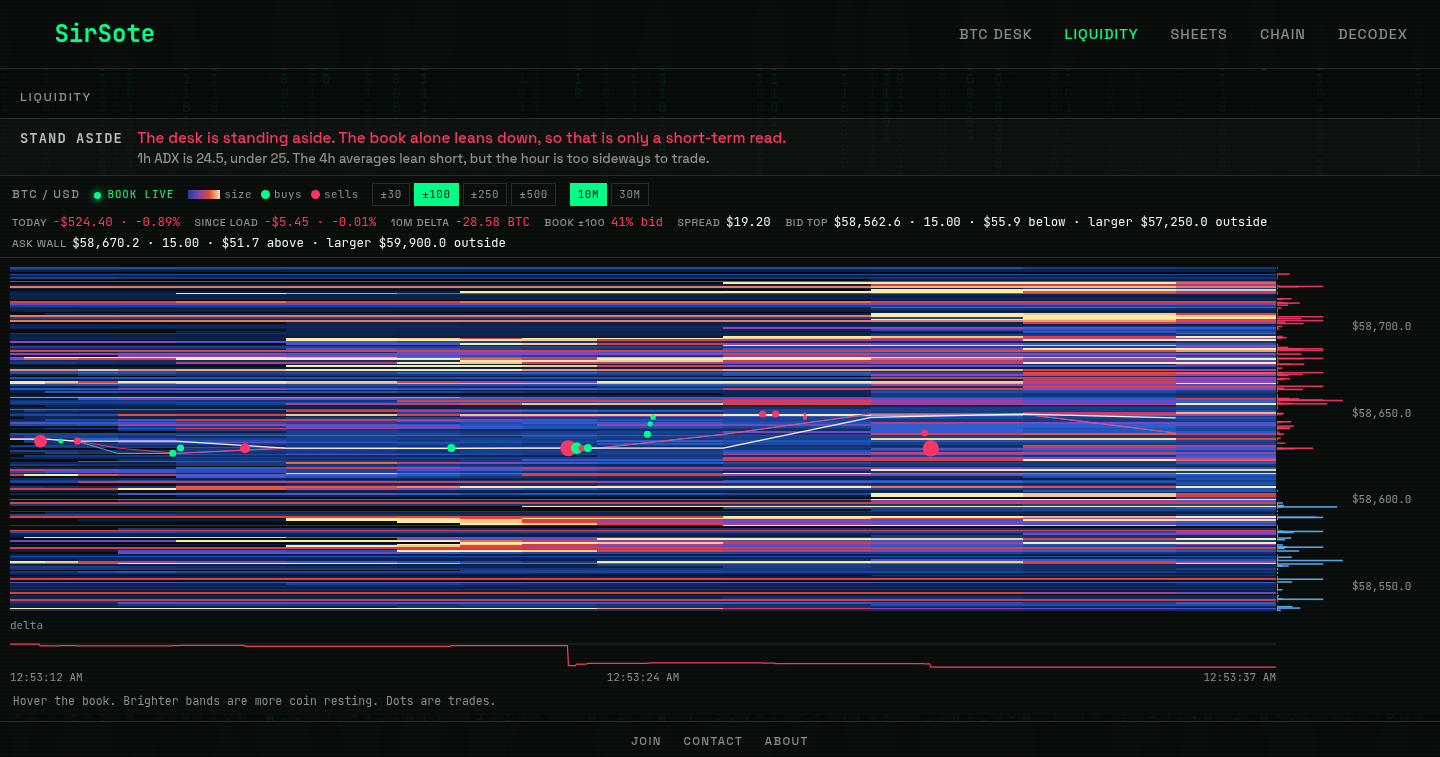 SirSote
BTC DESK LIQUIDITY SHEETS CHAIN DECODEX
LIQUIDITY
STAND ASIDE The desk is standing aside. The book alone leans down, so that is only a short-term read.
1h ADX is 24.5, under 25. The 4h averages lean short, but the hour is too sideways to trade.
BTC / USD BOOK LIVE size buys sells ±30 ±100 ±250 ±500 10M 30M
TODAY -$524.40 · -0.89% SINCE LOAD -$5.45 · -0.01% 10M DELTA -28.58 BTC BOOK ±100 41% bid SPREAD $19.20 BID TOP $58,562.6 · 15.00 · $55.9 below · larger $57,250.0 outside
ASK WALL $58,670.2 · 15.00 · $51.7 above · larger $59,900.0 outside
$58,700.0
$58,650.0
$58,600.0
$58,550.0
delta
12:53:12 AM 12:53:24 AM 12:53:37 AM
Hover the book. Brighter bands are more coin resting. Dots are trades.
JOIN CONTACT ABOUT